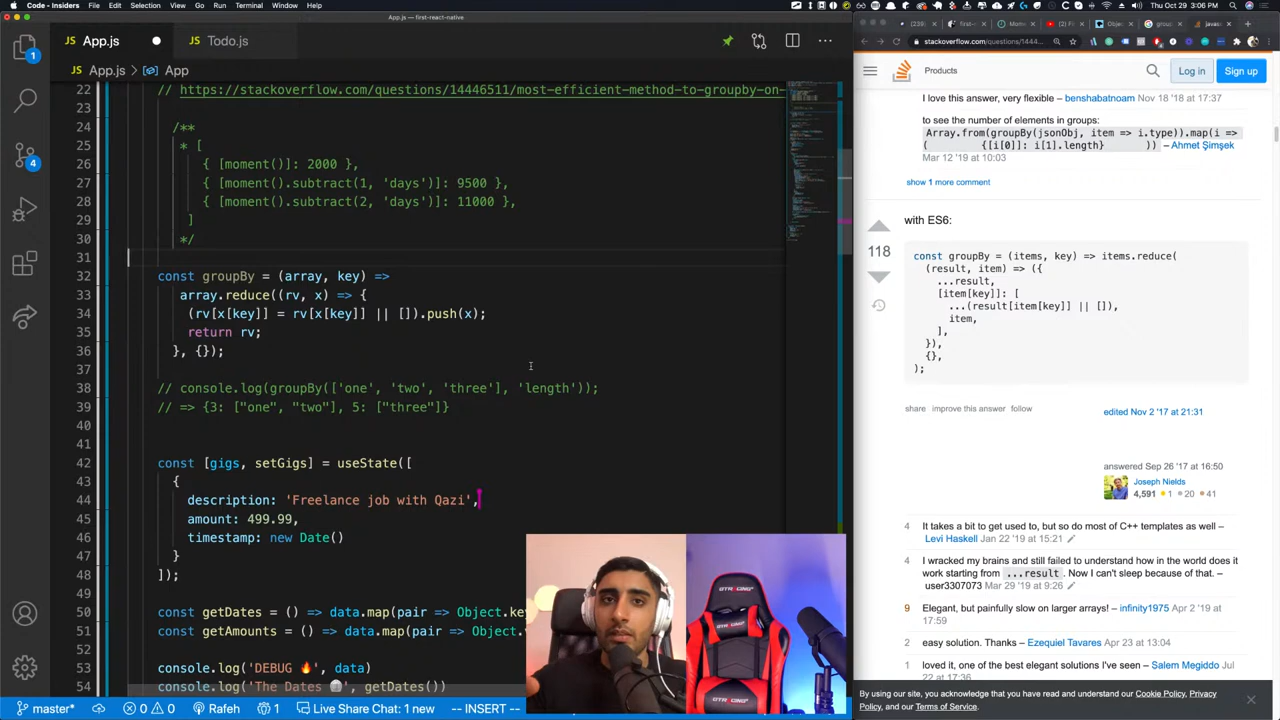 Code - Insiders File Edit Selection View Go Run Terminal Window Help
Thu Oct 29 3:06 PM
App.js — first-react-native
App.js
App.js > App
22 // https://stackoverflow.com/questions/14446511/most-efficient-method-to-groupby-on-
23
24 /**
25 [
26 { [moment()]: 2000 },
27 [moment().subtract(1, 'days')]: 9500 },
28 [moment().subtract(2, 'days')]: 11000 },
29 ]
30 */
31
32 const groupBy = (array, key) =>
33 array.reduce((rv, x) => {
34 (rv[x[key]] = rv[x[key]] || []).push(x);
35 return rv;
36 }, {});
37
38 // console.log(groupBy(['one', 'two', 'three'], 'length'));
39 // => {3: ["one", "two"], 5: ["three"]}
40
41
42 const [gigs, setGigs] = useState([
43 {
44 description: 'Freelance job with Qazi',
45 amount: 499.99,
46 timestamp: new Date()
47 }
48 ]);
49
50 const getDates = () => data.map(pair => Object.key
51 const getAmounts = () => data.map(pair => Object.
52
53 console.log('DEBUG 🔥', data)
54 getDates())
master* 0 0 Rafeh 1 Live Share Chat: 1 new -- INSERT --
stackoverflow.com/questions/1444...
Products
Log in
Sign up
I love this answer, very flexible – benshabatnoam Nov 18 '18 at 17:37
to see the number of elements in groups:
Array.from(groupBy(jsonObj, item => i.type)).map(i =>
( {[i[0]]: i[1].length} )) – Ahmet Şimşek
Mar 12 '19 at 10:03
show 1 more comment
with ES6:
118
const groupBy = (items, key) => items.reduce(
(result, item) => ({
...result,
[item[key]]: [
...(result[item[key]] || []),
item,
],
}),
{},
);
share improve this answer follow
edited Nov 2 '17 at 21:31
answered Sep 26 '17 at 16:50
Joseph Nields
4,591 1 20 41
4 It takes a bit to get used to, but so do most of C++ templates as well –
Levi Haskell Jan 22 '19 at 15:21
4 I wracked my brains and still failed to understand how in the world does it
work starting from ...result. Now I can't sleep because of that. –
user3307073 Mar 29 '19 at 9:26
9 Elegant, but painfully slow on larger arrays! – infinity1975 Apr 2 '19 at
17:59
2 easy solution. Thanks – Ezequiel Tavares Apr 23 at 13:04
1 loved it, one of the best elegant solutions I've seen – Salem Megiddo Jul
22 at 17:36
By using our site, you acknowledge that you have read and understand our Cookie Policy, Privacy
Policy, and our Terms of Service.
GTRACING